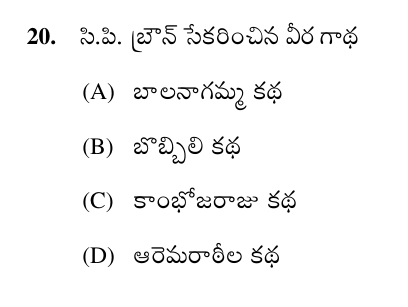 20. సి.పి. బ్రౌన్ సేకరించిన వీర గాథ
(A) బాలనాగమ్మ కథ
(B) బొబ్బిలి కథ
(C) కాంభోజరాజు కథ
(D) ఆరెమరాఠీల కథ